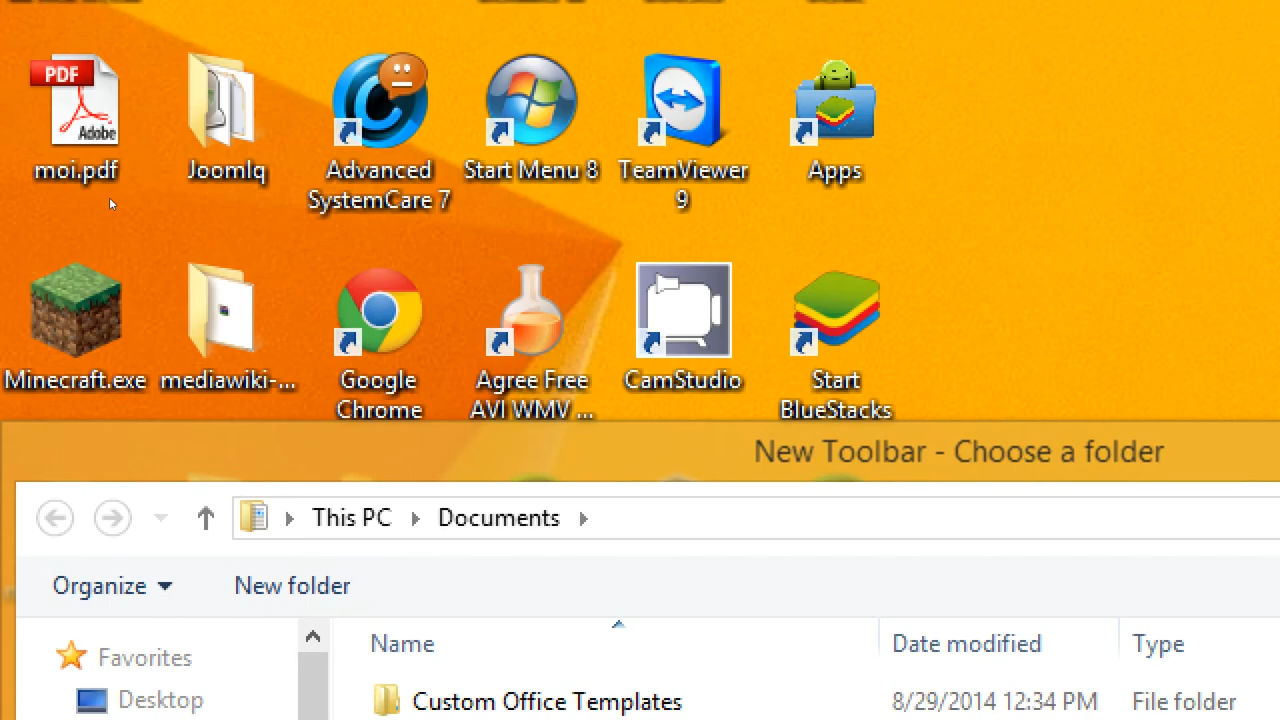 PDF
Adobe
moi.pdf
Joomlq
Advanced
SystemCare 7
Start Menu 8
TeamViewer
9
Apps
Minecraft.exe
mediawiki-...
Google
Chrome
Agree Free
AVI WMV ...
CamStudio
Start
BlueStacks
New Toolbar - Choose a folder
This PC
Documents
Organize
New folder
Name
Date modified
Type
Favorites
Desktop
Custom Office Templates
8/29/2014 12:34 PM
File folder